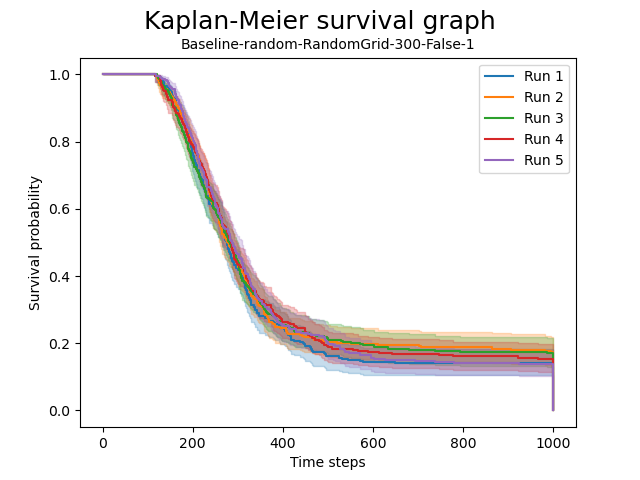 Kaplan-Meier survival graph
Baseline-random-RandomGrid-300-False-1
Survival probability
1.0
0.8
0.6
0.4
0.2
0.0
Run 1
Run 2
Run 3
Run 4
Run 5
0 200 400 600 800 1000
Time steps